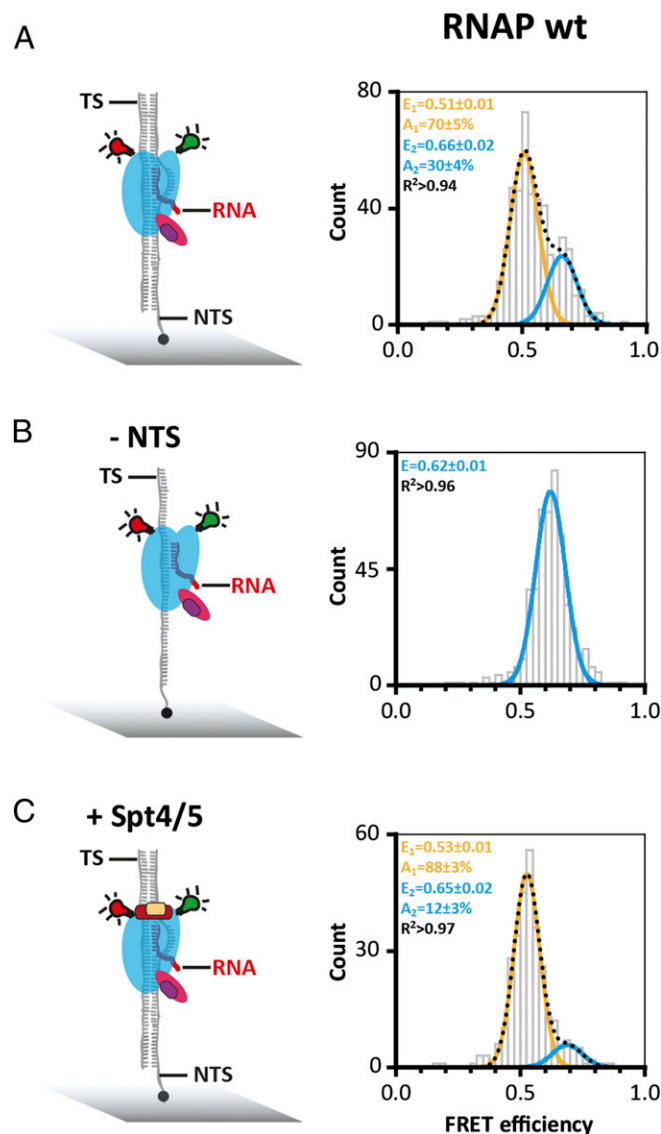 RNAP wt
A
TS
RNA
NTS
80
40
0
Count
E1=0.51±0.01
A1=70±5%
E2=0.66±0.02
A2=30±4%
R2>0.94
0.0 0.5 1.0
B
- NTS
TS
RNA
90
45
0
Count
E=0.62±0.01
R2>0.96
0.0 0.5 1.0
C
+ Spt4/5
TS
RNA
NTS
60
30
0
Count
E1=0.53±0.01
A1=88±3%
E2=0.65±0.02
A2=12±3%
R2>0.97
0.0 0.5 1.0
FRET efficiency